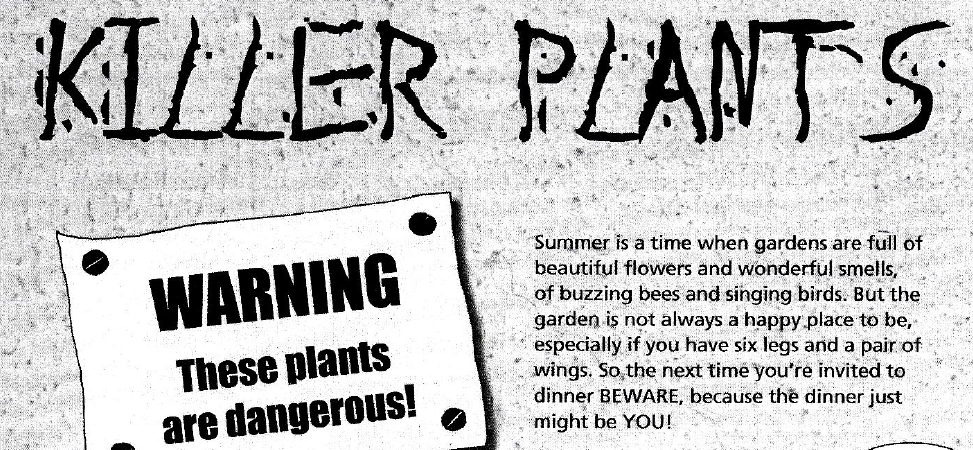 KILLER PLANTS
WARNING
These plants
are dangerous!
Summer is a time when gardens are full of
beautiful flowers and wonderful smells,
of buzzing bees and singing birds. But the
garden is not always a happy place to be,
especially if you have six legs and a pair of
wings. So the next time you're invited to
dinner BEWARE, because the dinner just
might be YOU!